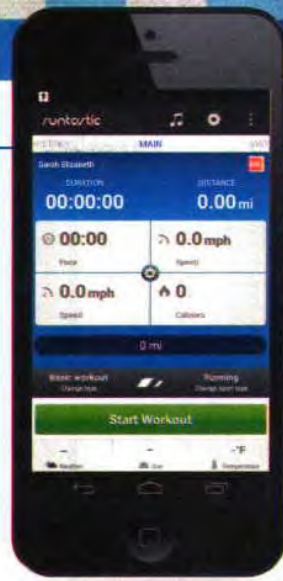 runtastic
HISTORY MAIN
Sarah Elizabeth
DURATION DISTANCE
00:00:00 0.00 mi
00:00 0.0 mph
Pace Speed
0.0 mph 0
Speed Calories
0 mi
Basic workout Running
Change type Change sport type
Start Workout
- - -°F
Weather Temperature